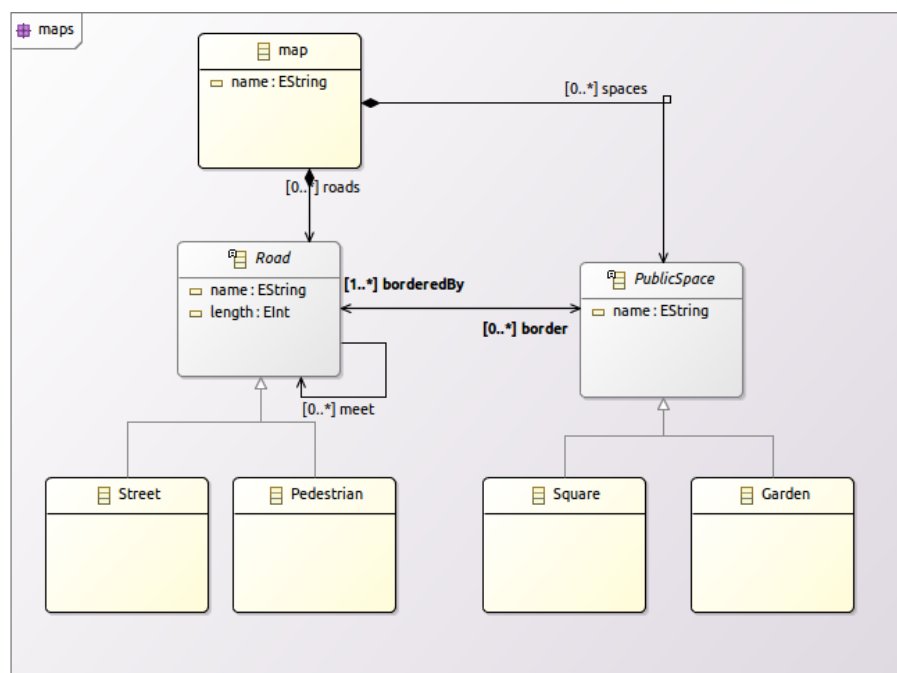 maps
map
name : EString
[0..*] spaces
[0..*] roads
Road
name : EString
length : EInt
[1..*] borderedBy
[0..*] border
PublicSpace
name : EString
[0..*] meet
Street
Pedestrian
Square
Garden